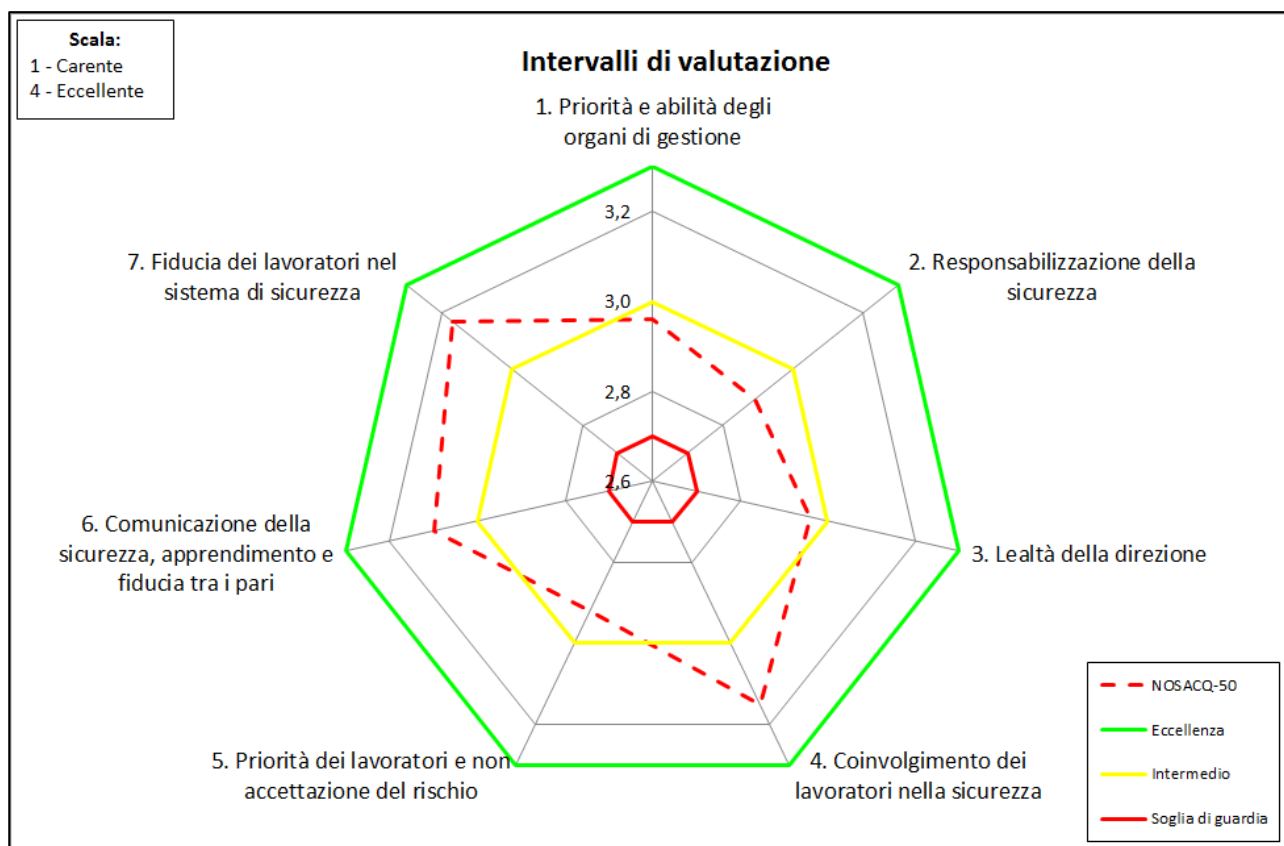 Scala:
1 - Carente
4 - Eccellente
Intervalli di valutazione
1. Priorità e abilità degli
organi di gestione
3,2
3,0
2,8
2,6
2. Responsabilizzazione della
sicurezza
3. Lealtà della direzione
4. Coinvolgimento dei
lavoratori nella sicurezza
5. Priorità dei lavoratori e non
accettazione del rischio
6. Comunicazione della
sicurezza, apprendimento e
fiducia tra i pari
7. Fiducia dei lavoratori nel
sistema di sicurezza
NOSACQ-50
Eccellenza
Intermedio
Soglia di guardia